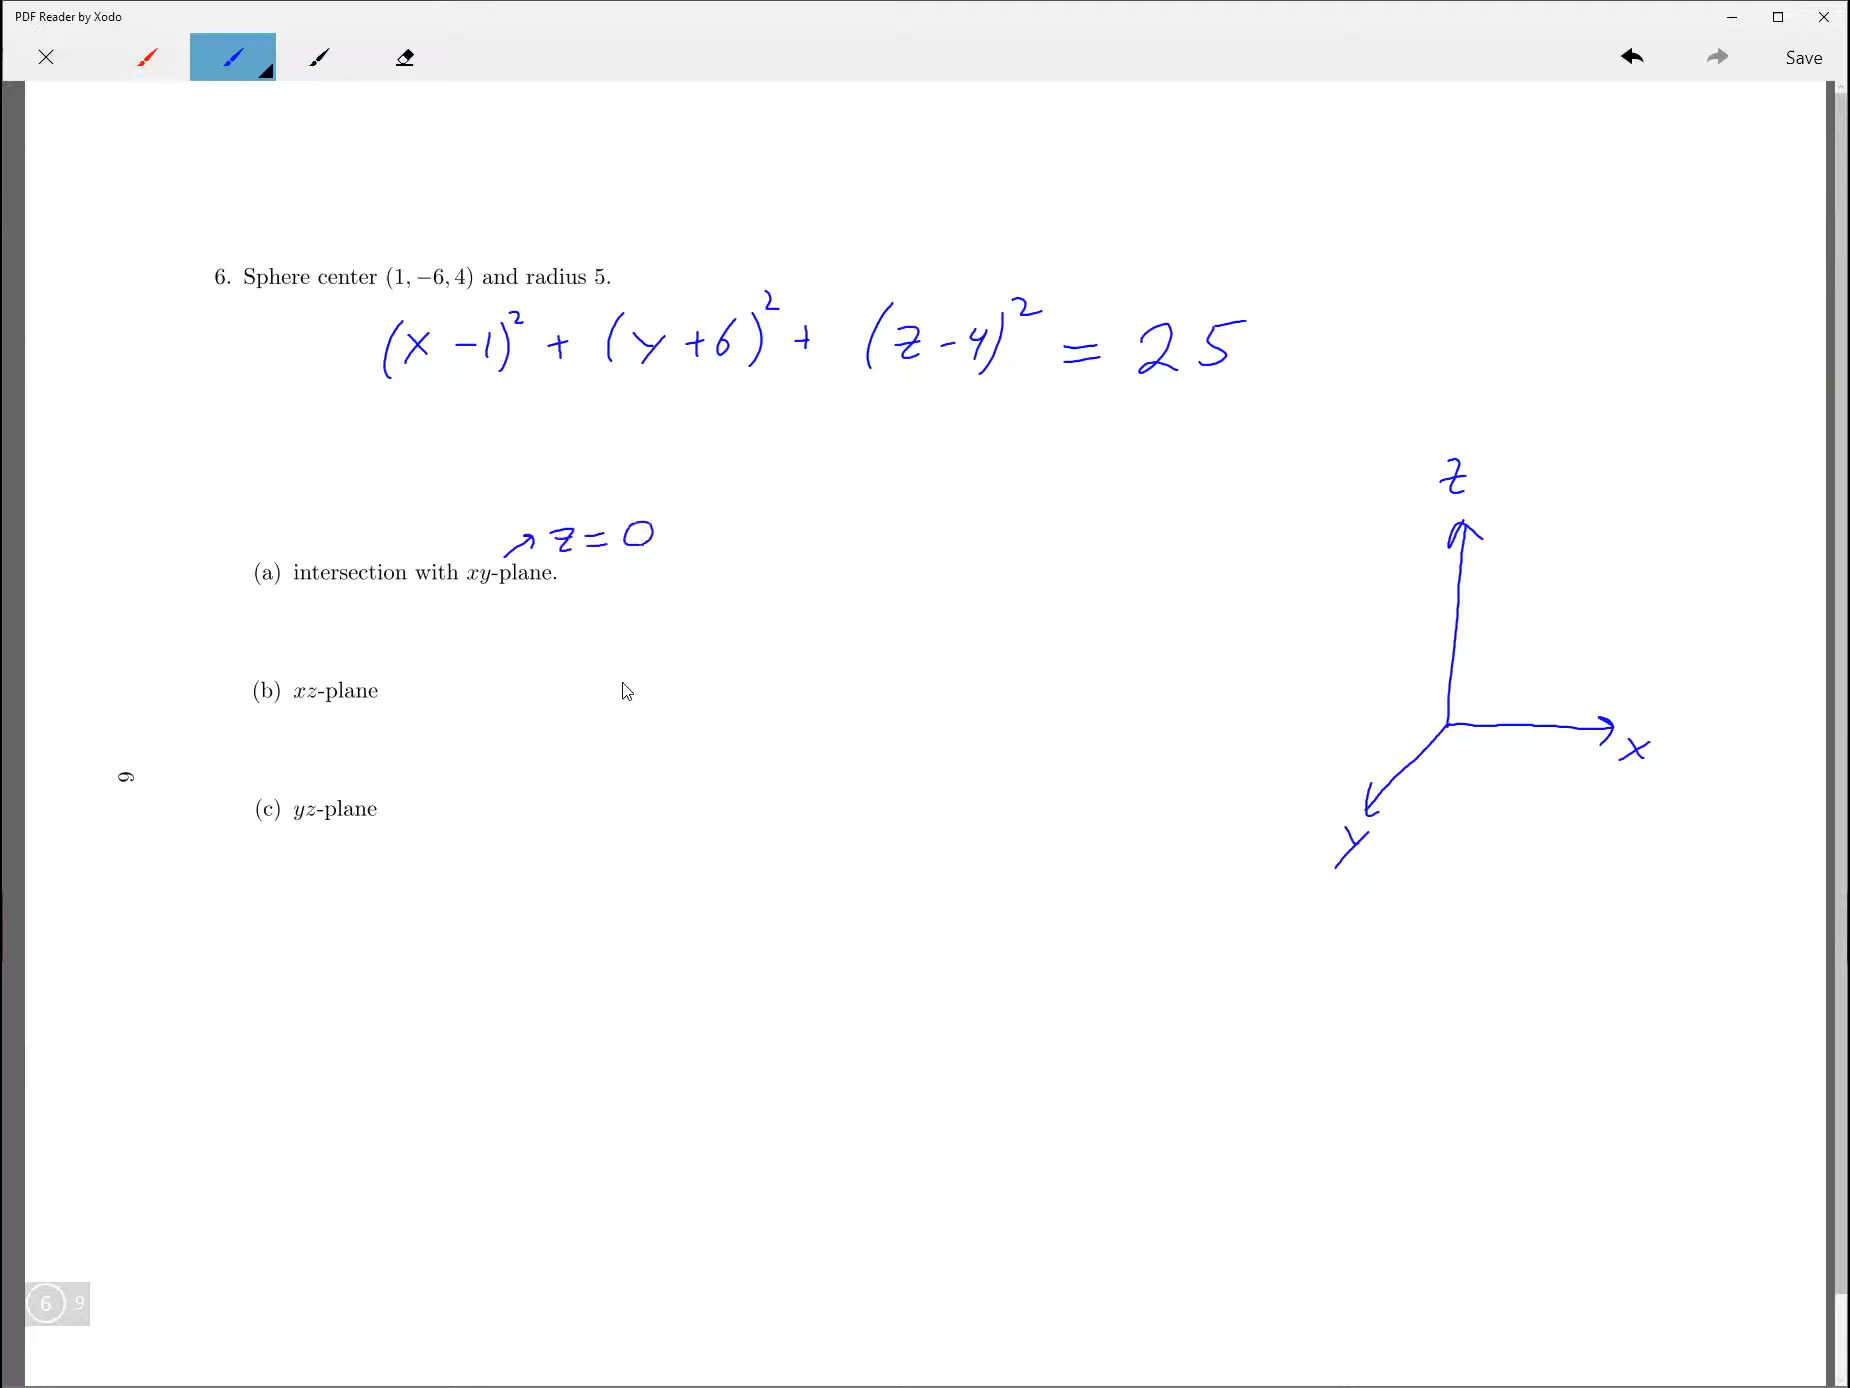 PDF Reader by Xodo
Save
6. Sphere center (1, −6, 4) and radius 5.
(x − 1)² + (y + 6)² + (z − 4)² = 25
z
↗ z = 0
(a) intersection with xy-plane.
(b) xz-plane
x
6
(c) yz-plane
y
6 9